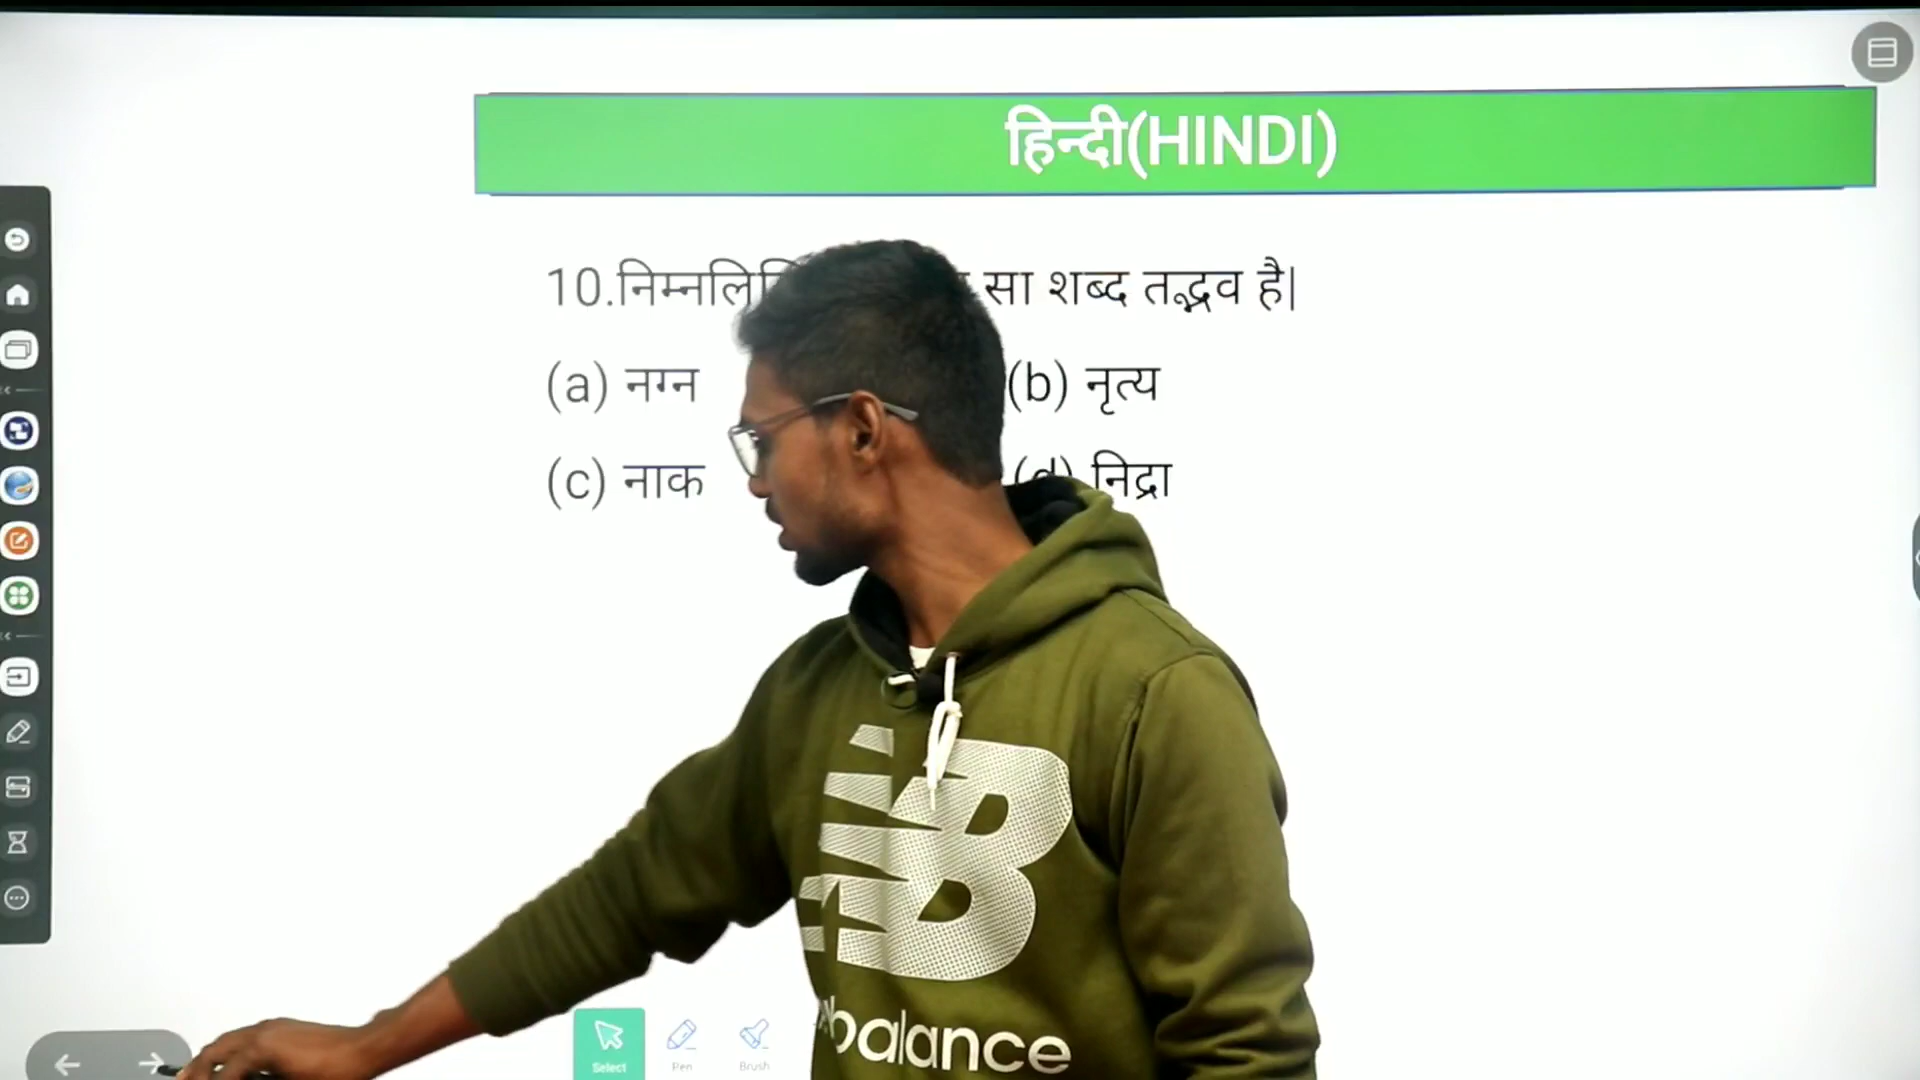 हिन्दी(HINDI)
10.निम्नलि सा शब्द तद्भव है|
(a) नग्न (b) नृत्य
(c) नाक (d) निद्रा
balance
Select Pen Brush